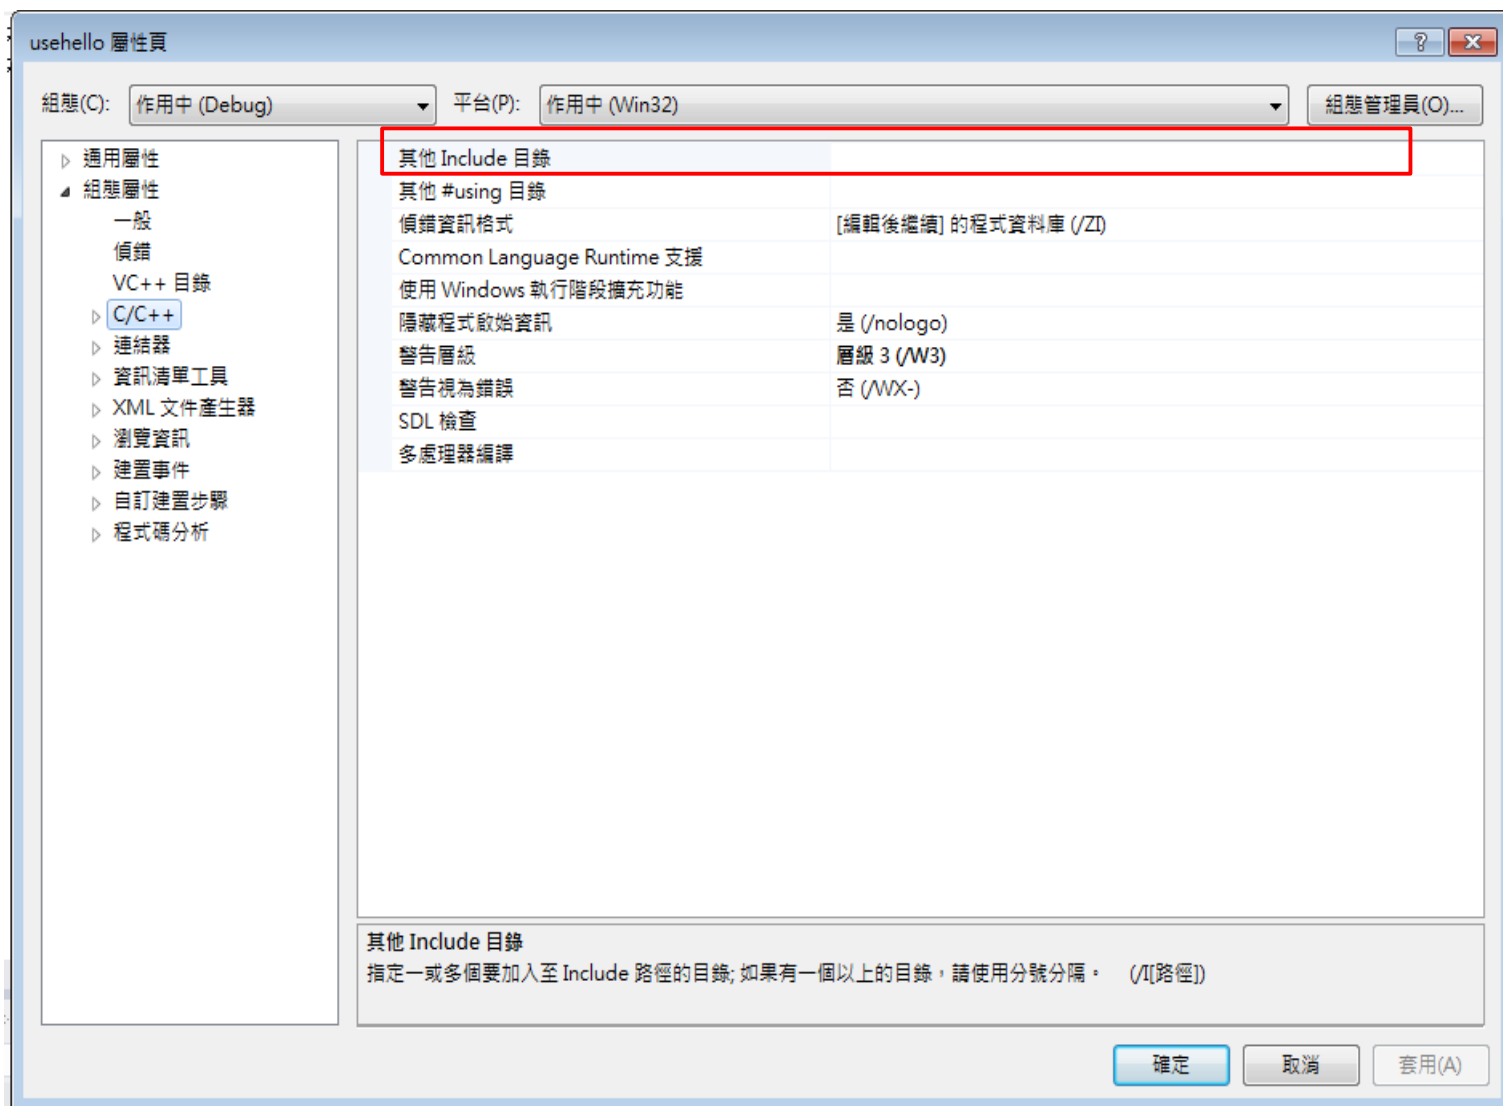 usehello 屬性頁
組態(C): 作用中 (Debug) 平台(P): 作用中 (Win32) 組態管理員(O)...
通用屬性
組態屬性
一般
偵錯
VC++ 目錄
C/C++
連結器
資訊清單工具
XML 文件產生器
瀏覽資訊
建置事件
自訂建置步驟
程式碼分析
其他 Include 目錄
其他 #using 目錄
偵錯資訊格式 [編輯後繼續] 的程式資料庫 (/ZI)
Common Language Runtime 支援
使用 Windows 執行階段擴充功能
隱藏程式啟始資訊 是 (/nologo)
警告層級 層級 3 (/W3)
警告視為錯誤 否 (/WX-)
SDL 檢查
多處理器編譯
其他 Include 目錄
指定一或多個要加入至 Include 路徑的目錄; 如果有一個以上的目錄，請使用分號分隔。 (/I[路徑])
確定 取消 套用(A)